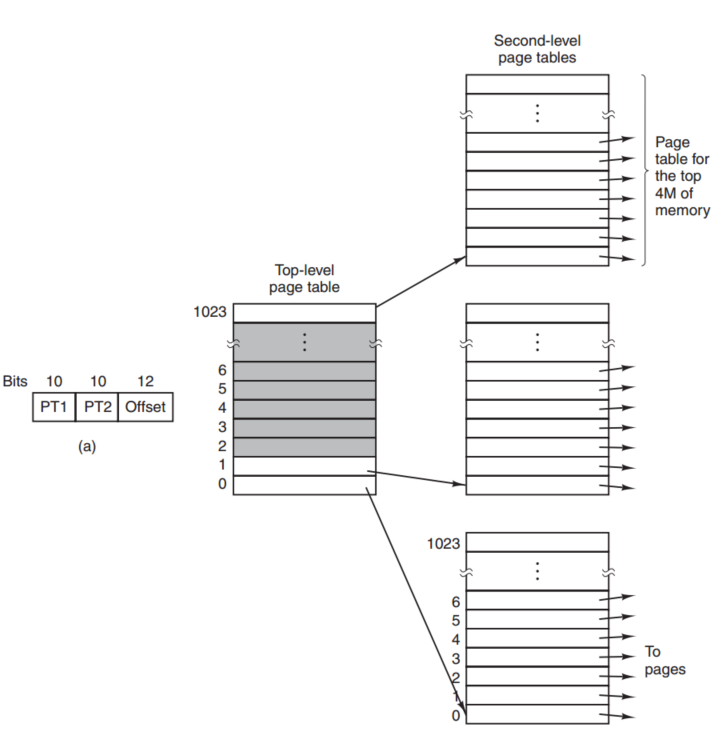 Second-level
page tables
Page
table for
the top
4M of
memory
Top-level
page table
1023
6
5
4
3
2
1
0
Bits 10 10 12
PT1 PT2 Offset
(a)
1023
6
5
4
3
2
1
0
To
pages